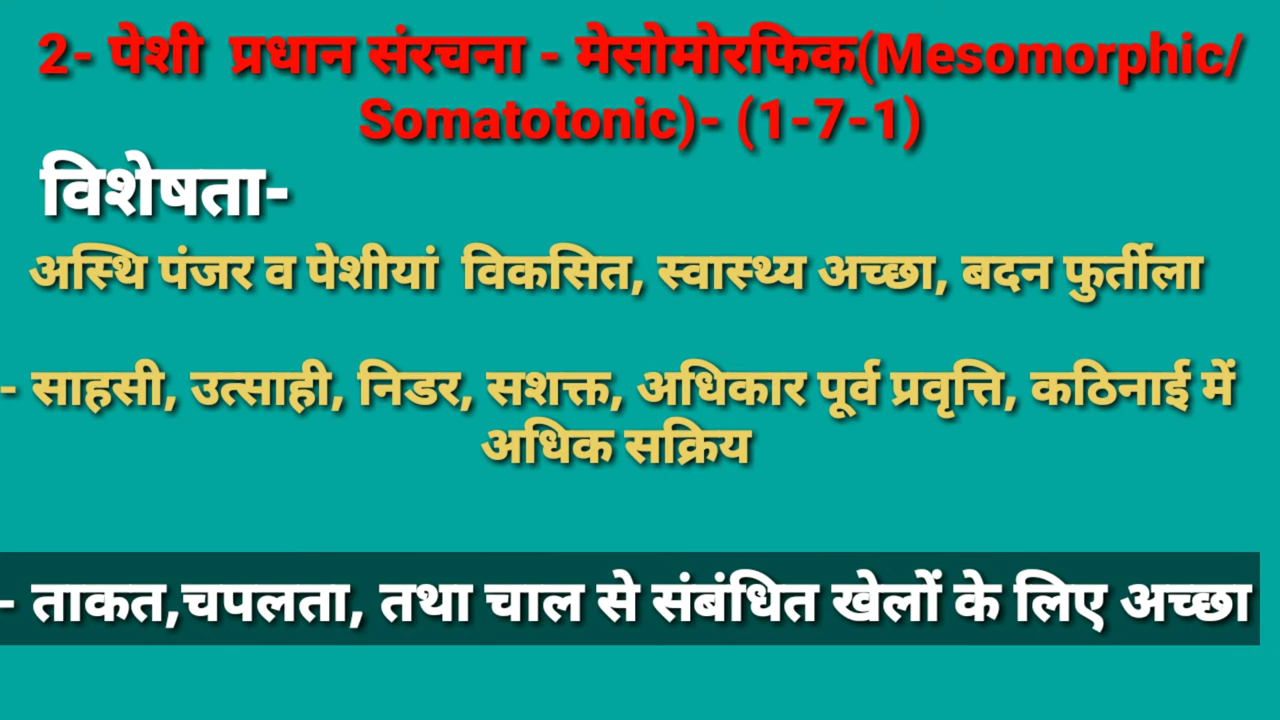 2- पेशी प्रधान संरचना - मेसोमोरफिक(Mesomorphic/
Somatotonic)- (1-7-1)
विशेषता-
अस्थि पंजर व पेशीयां विकसित, स्वास्थ्य अच्छा, बदन फुर्तीला
- साहसी, उत्साही, निडर, सशक्त, अधिकार पूर्व प्रवृत्ति, कठिनाई में
अधिक सक्रिय
- ताकत,चपलता, तथा चाल से संबंधित खेलों के लिए अच्छा